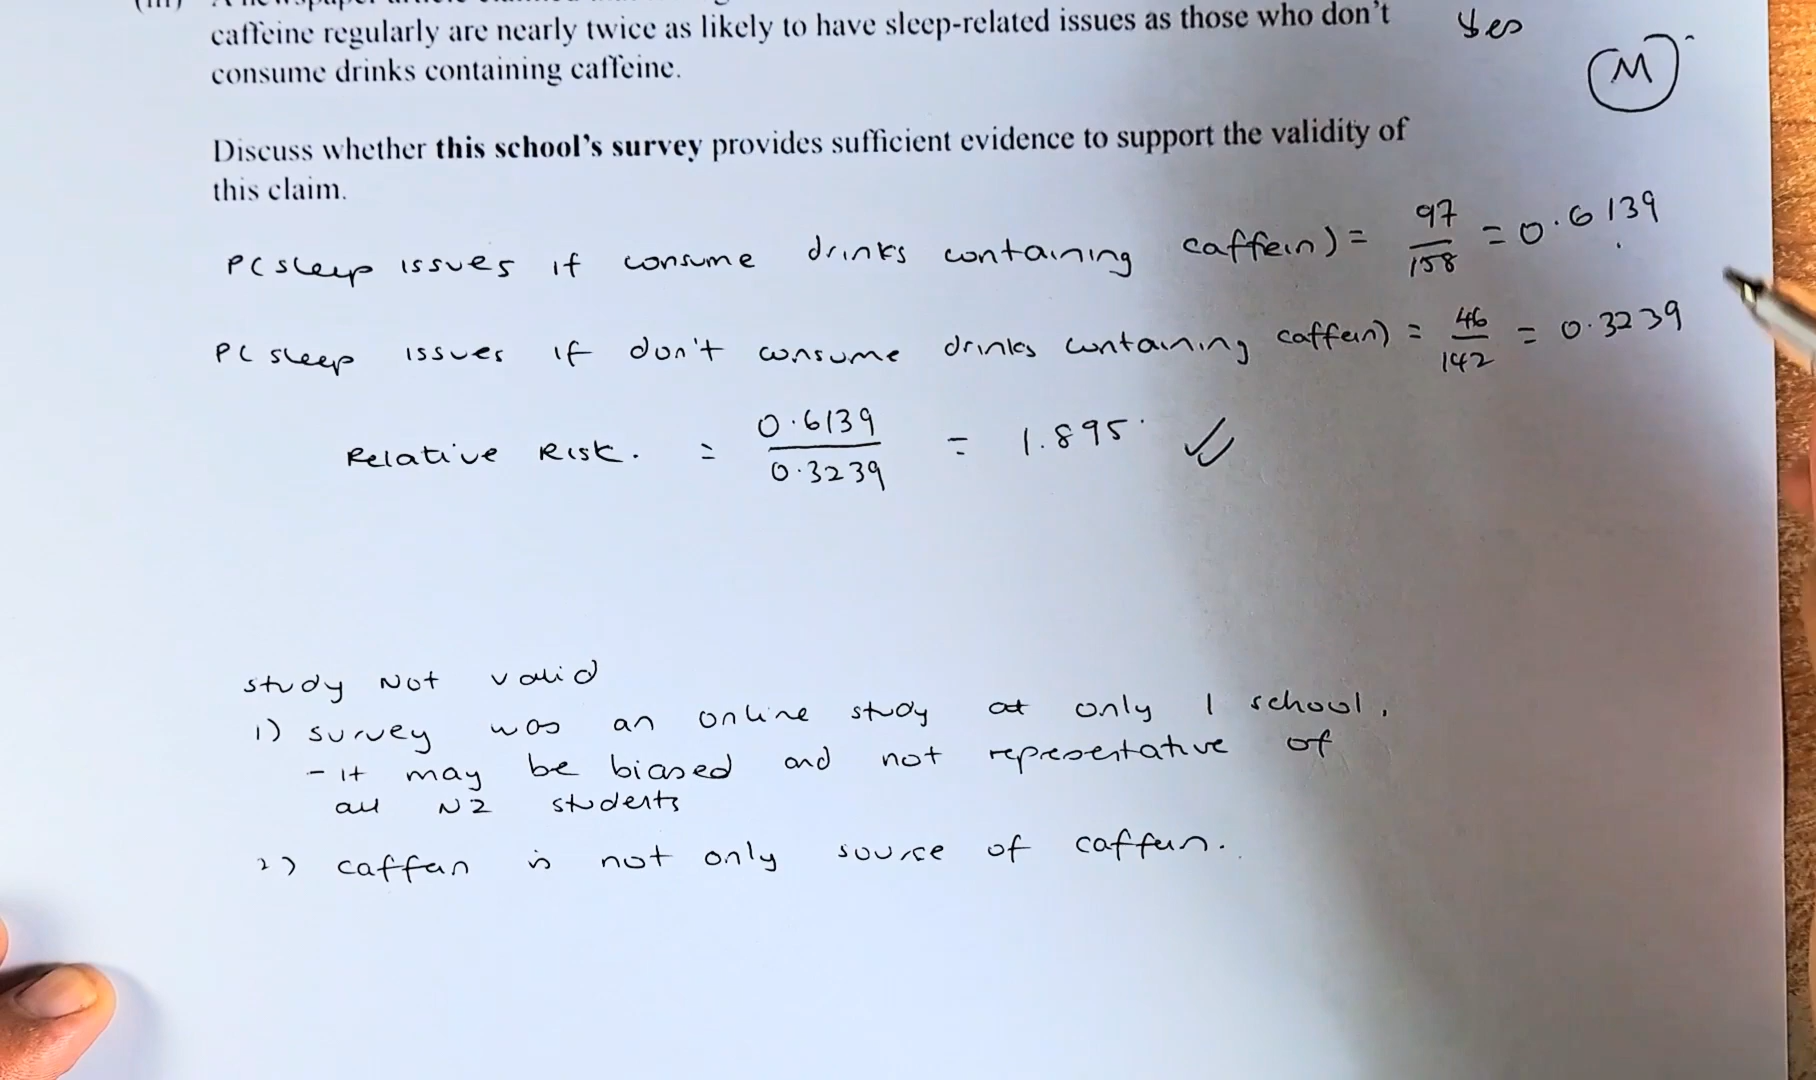 caffeine regularly are nearly twice as likely to have sleep-related issues as those who don't
consume drinks containing caffeine.
Yes
M
Discuss whether this school's survey provides sufficient evidence to support the validity of
this claim.
P(sleep issues if consume drinks containing caffein) = 97/158 = 0.6139
P(sleep issues if don't consume drinks containing caffein) = 46/142 = 0.3239
Relative Risk. = 0.6139/0.3239 = 1.895
study Not valid
1) survey was an online study at only 1 school.
- it may be biased and not representative of
all NZ students
2) caffein is not only source of caffein.